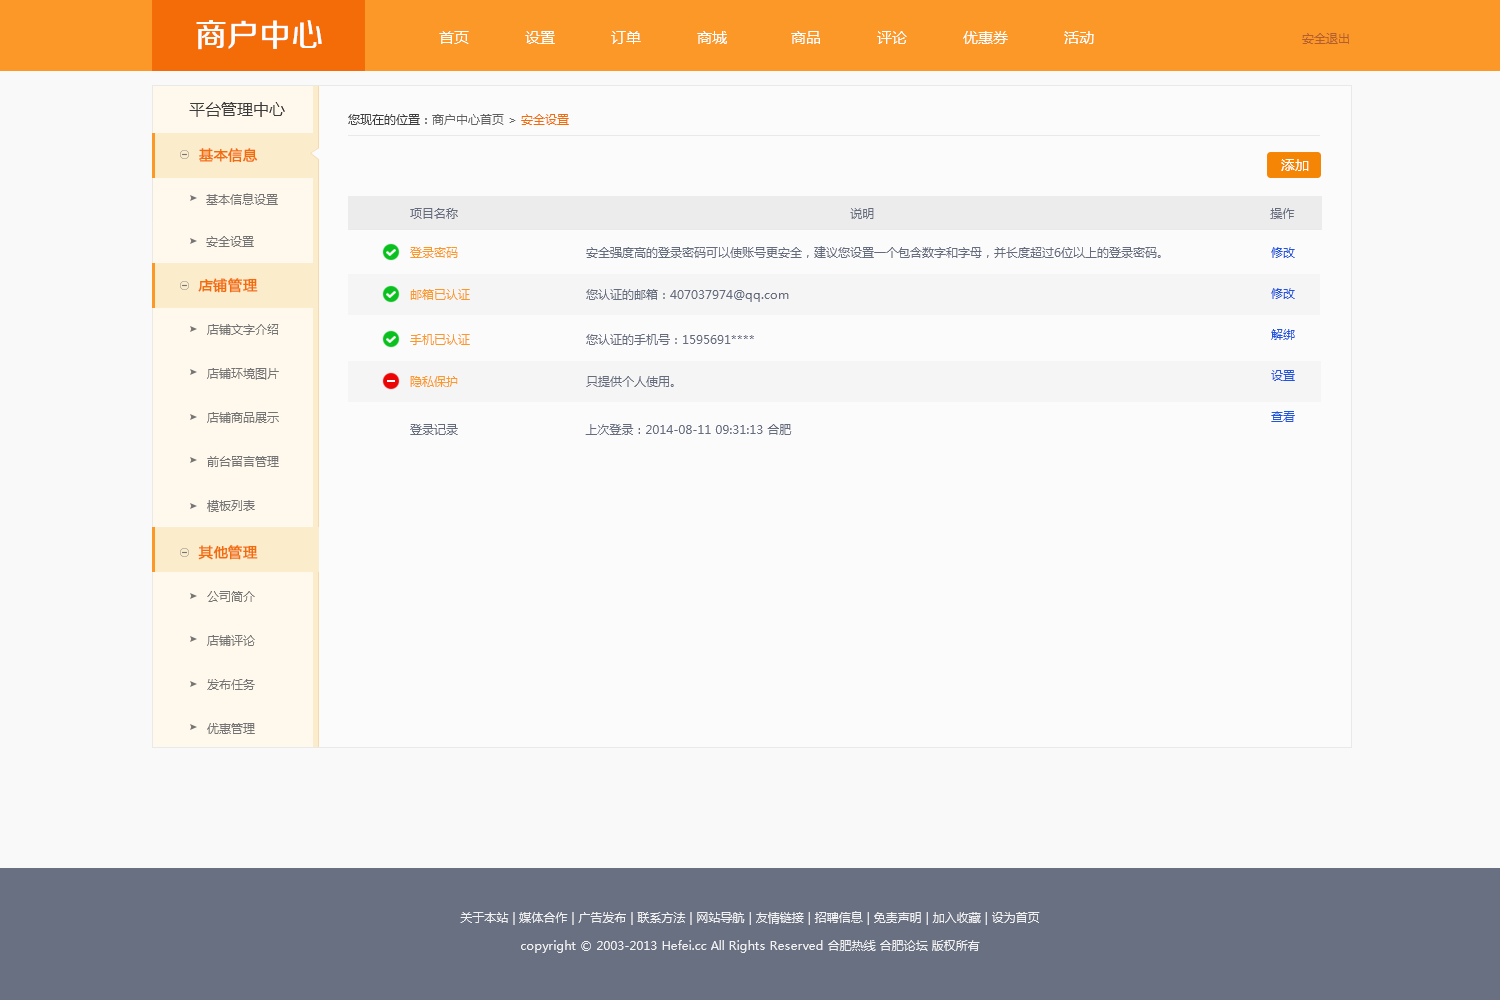 商户中心 首页 设置 订单 商城 商品 评论 优惠券 活动 安全退出
平台管理中心
基本信息
基本信息设置
安全设置
店铺管理
店铺文字介绍
店铺环境图片
店铺商品展示
前台留言管理
模板列表
其他管理
公司简介
店铺评论
发布任务
优惠管理
您现在的位置：商户中心首页 > 安全设置
添加
项目名称 说明 操作
登录密码 安全强度高的登录密码可以使账号更安全，建议您设置一个包含数字和字母，并长度超过6位以上的登录密码。 修改
邮箱已认证 您认证的邮箱：407037974@qq.com 修改
手机已认证 您认证的手机号：1595691**** 解绑
隐私保护 只提供个人使用。 设置
登录记录 上次登录：2014-08-11 09:31:13 合肥 查看
关于本站 | 媒体合作 | 广告发布 | 联系方法 | 网站导航 | 友情链接 | 招聘信息 | 免责声明 | 加入收藏 | 设为首页
copyright © 2003-2013 Hefei.cc All Rights Reserved 合肥热线 合肥论坛 版权所有